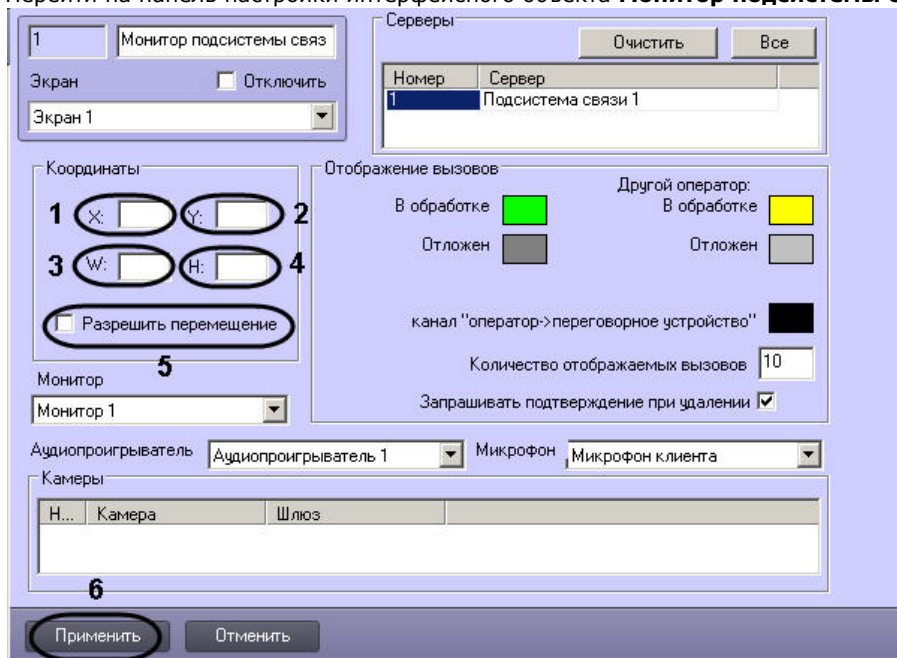 Перейти на панель настройки интерфейсного объекта Монитор подсистемы
1 Монитор подсистемы связ
Экран Отключить
Экран 1
Серверы
Очистить Все
Номер Сервер
1 Подсистема связи 1
Координаты
1 X: Y: 2
3 W: H: 4
Разрешить перемещение
5
Монитор
Монитор 1
Отображение вызовов
Другой оператор:
В обработке В обработке
Отложен Отложен
канал "оператор->переговорное устройство"
Количество отображаемых вызовов 10
Запрашивать подтверждение при удалении
Аудиопроигрыватель Аудиопроигрыватель 1 Микрофон Микрофон клиента
Камеры
Н... Камера Шлюз
6
Применить Отменить